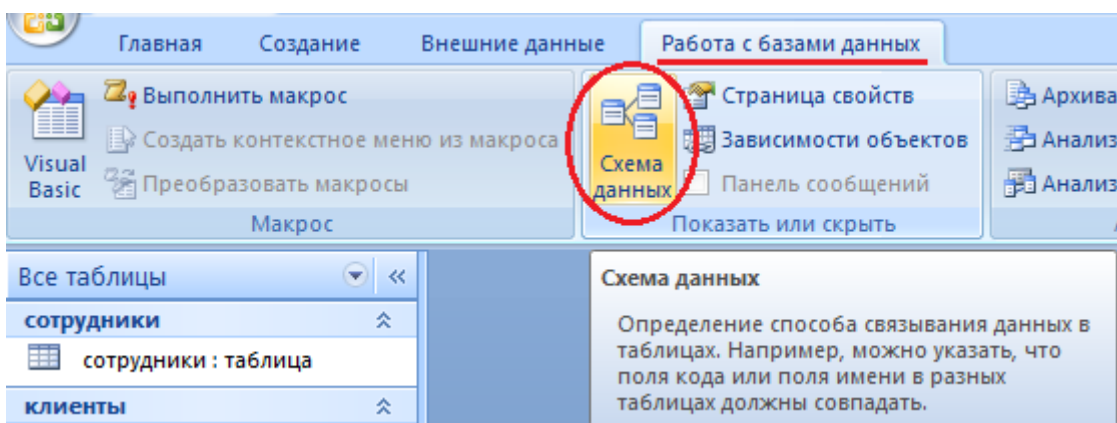 Главная Создание Внешние данные Работа с базами данных
Visual Basic
Выполнить макрос
Создать контекстное меню из макроса
Преобразовать макросы
Макрос
Схема данных
Страница свойств
Зависимости объектов
Панель сообщений
Показать или скрыть
Архива
Анализ
Анализ
Все таблицы
сотрудники
сотрудники : таблица
клиенты
Схема данных
Определение способа связывания данных в
таблицах. Например, можно указать, что
поля кода или поля имени в разных
таблицах должны совпадать.